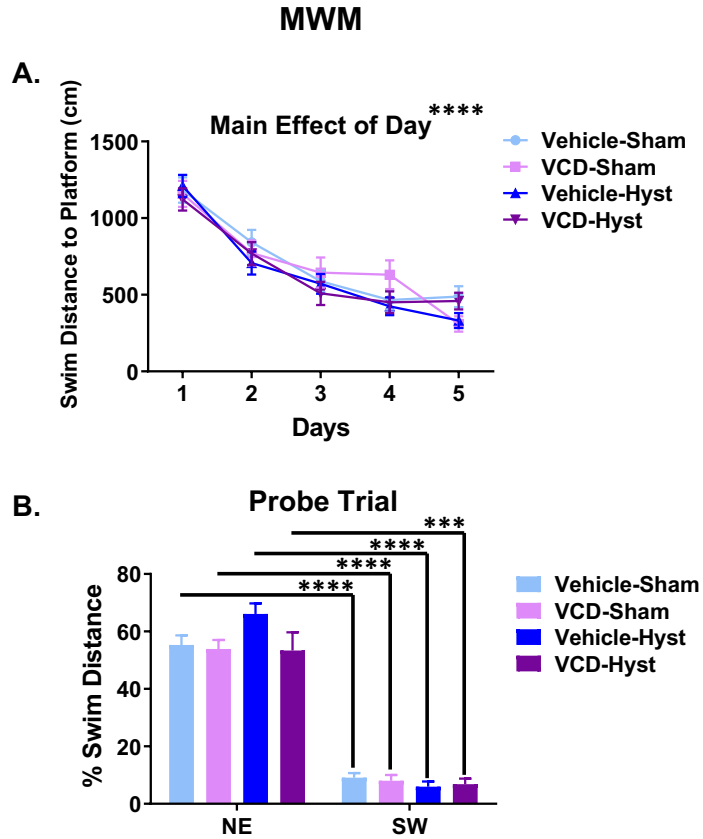 MWM
A.
Main Effect of Day
****
Swim Distance to Platform (cm)
1500
1000
500
0
1 2 3 4 5
Days
Vehicle-Sham
VCD-Sham
Vehicle-Hyst
VCD-Hyst
B.
Probe Trial
***
****
****
****
% Swim Distance
80
60
40
20
0
NE SW
Vehicle-Sham
VCD-Sham
Vehicle-Hyst
VCD-Hyst